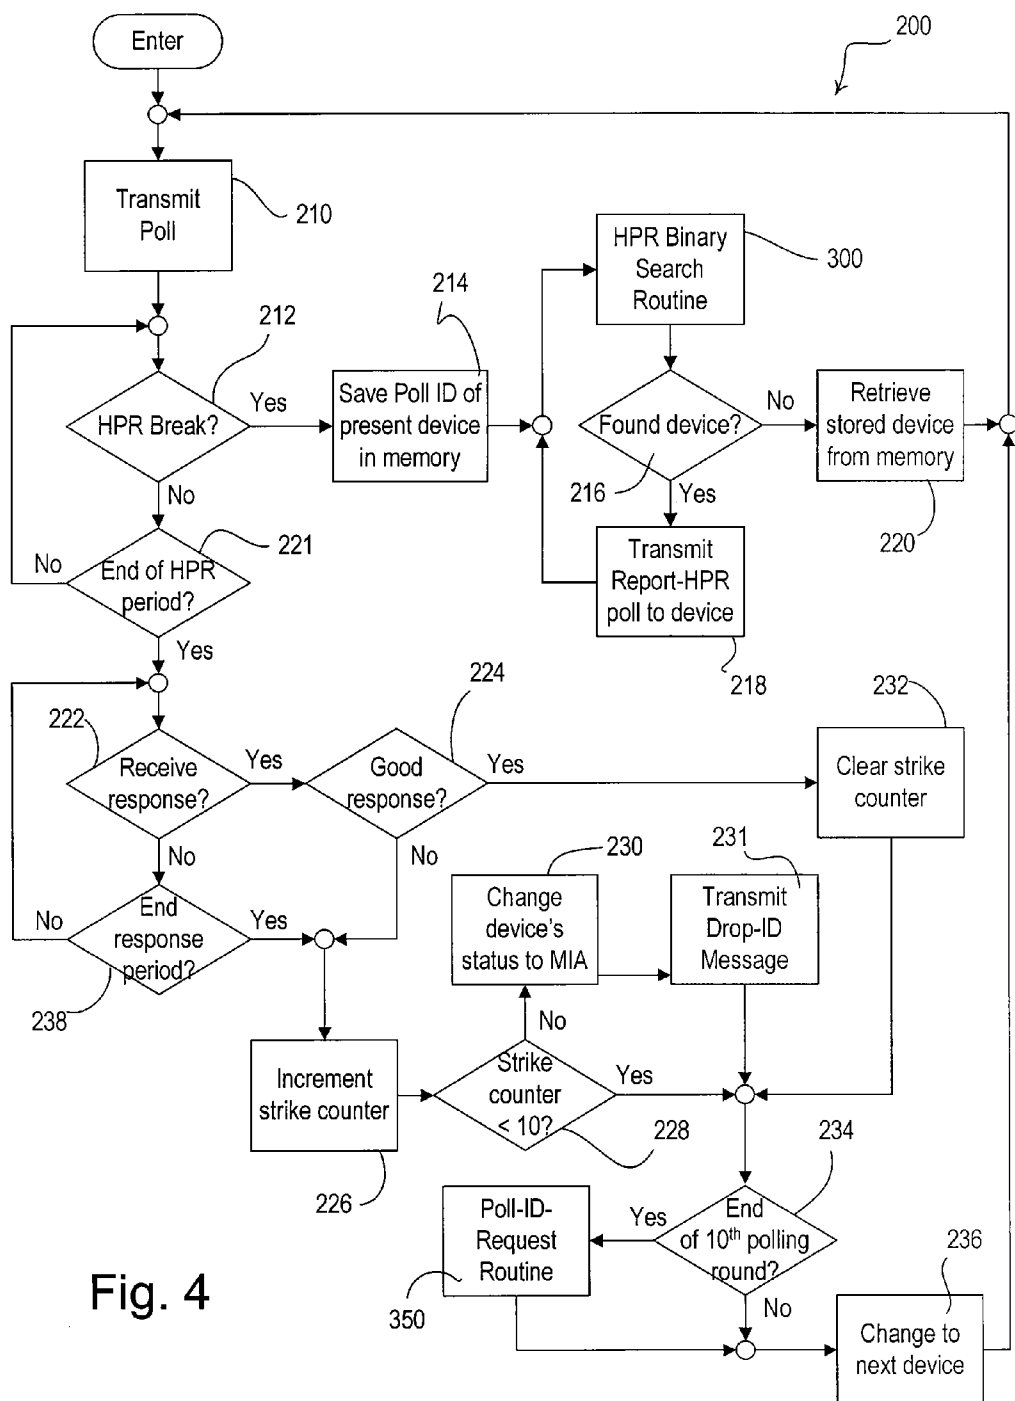 Enter
200
Transmit
Poll
210
HPR Binary
Search
Routine
300
214
212
HPR Break?
Yes
Save Poll ID of
present device
in memory
Found device?
No
Retrieve
stored device
from memory
216
Yes
220
No
221
End of HPR
period?
No
Yes
Transmit
Report-HPR
poll to device
218
222
Receive
response?
Yes
224
Good
response?
Yes
232
Clear strike
counter
No
No
End
response
period?
No
Yes
238
230
Change
device's
status to MIA
231
Transmit
Drop-ID
Message
No
Increment
strike counter
226
Strike
counter
< 10?
Yes
228
234
End
of 10th polling
round?
Yes
No
Poll-ID-
Request
Routine
350
236
Change to
next device
Fig. 4